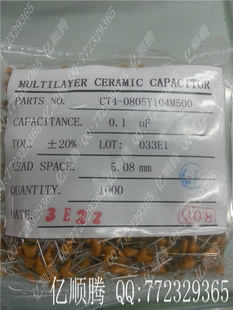 MULTILAYER CERAMIC CAPACITOR
PARTS NO. CT4-0805Y104M500
CAPACITANCE. 0.1 uF
TOL. ±20% LOT: 033E1
LEAD SPACE. 5.08 mm
QUANTITY. 1000
DATE. 3E22
亿顺腾 QQ:772329365